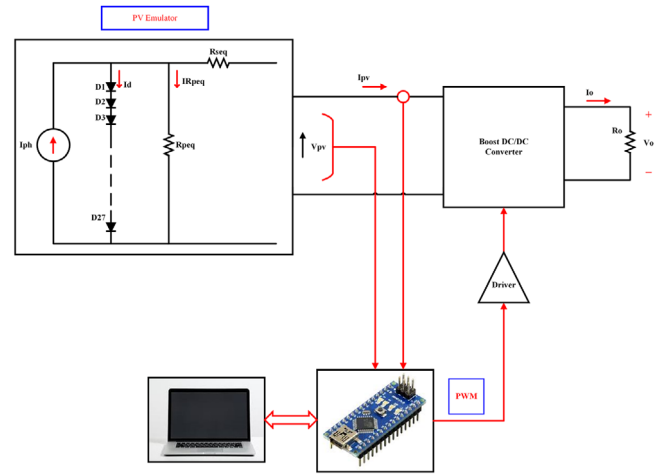 PV Emulator
Rseq
D1
Id
IRpeq
D2
D3
Iph
Rpeq
D27
Ipv
Vpv
Boost DC/DC
Converter
Io
+
Ro
Vo
−
Driver
PWM